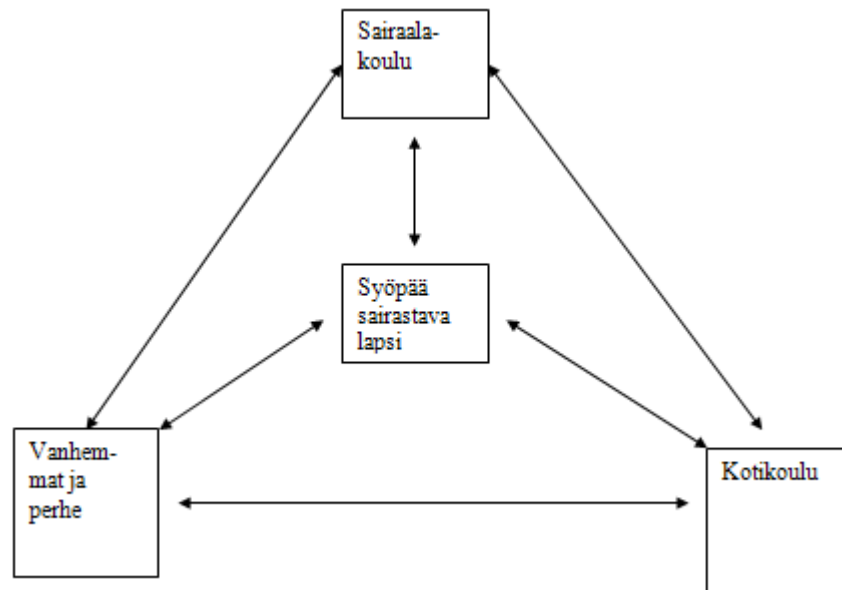 Sairaala-
koulu
Syöpää
sairastava
lapsi
Vanhem-
mat ja
perhe
Kotikoulu